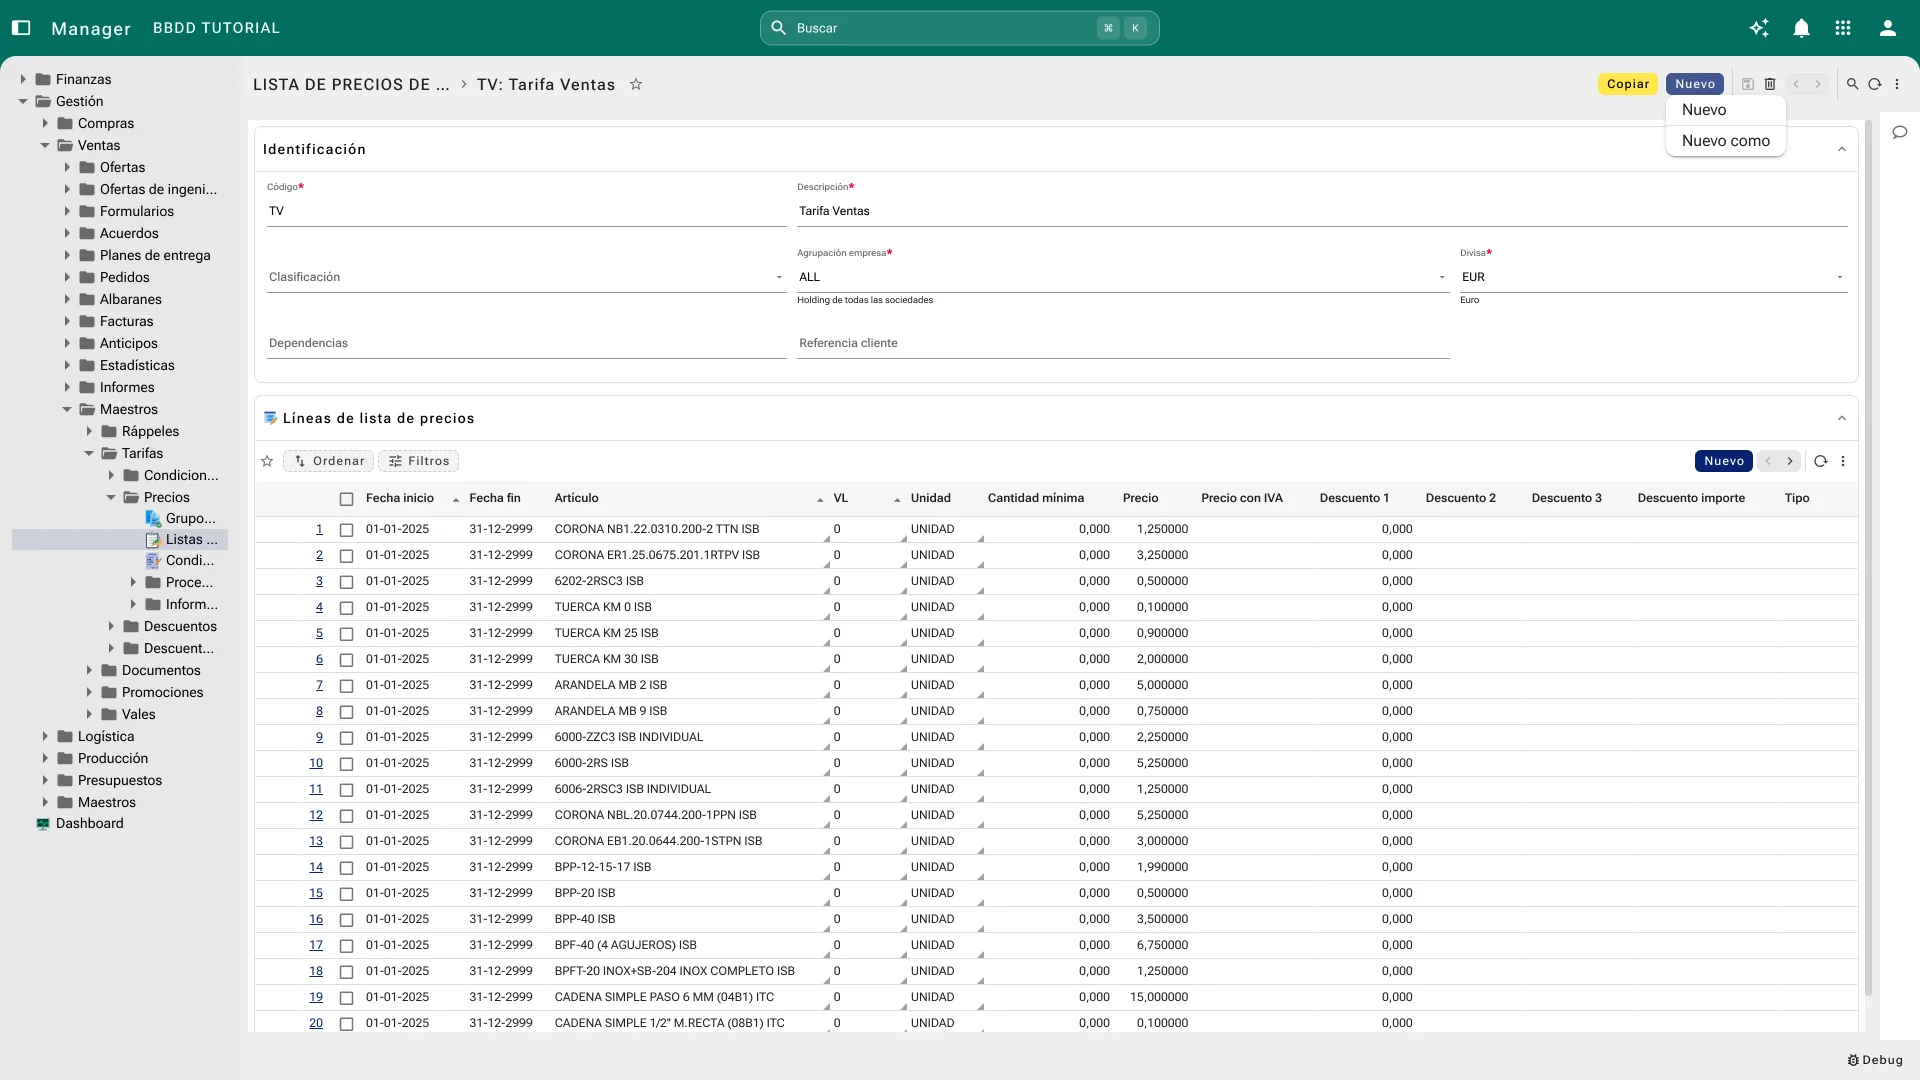 Manager BBDD TUTORIAL
Buscar ⌘ K
Finanzas
Gestión
Compras
Ventas
Ofertas
Ofertas de ingeni...
Formularios
Acuerdos
Planes de entrega
Pedidos
Albaranes
Facturas
Anticipos
Estadísticas
Informes
Maestros
Ráppeles
Tarifas
Condicion...
Precios
Grupo...
Listas ...
Condi...
Proce...
Inform...
Descuentos
Descuent...
Documentos
Promociones
Vales
Logística
Producción
Presupuestos
Maestros
Dashboard
LISTA DE PRECIOS DE ... > TV: Tarifa Ventas
Copiar Nuevo
Nuevo
Nuevo como
Identificación
Código* Descripción*
TV Tarifa Ventas
Agrupación empresa* Divisa*
Clasificación ALL EUR
Holding de todas las sociedades Euro
Dependencias Referencia cliente
Líneas de lista de precios
Ordenar Filtros Nuevo
Fecha inicio Fecha fin Artículo VL Unidad Cantidad mínima Precio Precio con IVA Descuento 1 Descuento 2 Descuento 3 Descuento importe Tipo
1 01-01-2025 31-12-2999 CORONA NB1.22.0310.200-2 TTN ISB 0 UNIDAD 0,000 1,250000 0,000
2 01-01-2025 31-12-2999 CORONA ER1.25.0675.201.1RTPV ISB 0 UNIDAD 0,000 3,250000 0,000
3 01-01-2025 31-12-2999 6202-2RSC3 ISB 0 UNIDAD 0,000 0,500000 0,000
4 01-01-2025 31-12-2999 TUERCA KM 0 ISB 0 UNIDAD 0,000 0,100000 0,000
5 01-01-2025 31-12-2999 TUERCA KM 25 ISB 0 UNIDAD 0,000 0,900000 0,000
6 01-01-2025 31-12-2999 TUERCA KM 30 ISB 0 UNIDAD 0,000 2,000000 0,000
7 01-01-2025 31-12-2999 ARANDELA MB 2 ISB 0 UNIDAD 0,000 5,000000 0,000
8 01-01-2025 31-12-2999 ARANDELA MB 9 ISB 0 UNIDAD 0,000 0,750000 0,000
9 01-01-2025 31-12-2999 6000-ZZC3 ISB INDIVIDUAL 0 UNIDAD 0,000 2,250000 0,000
10 01-01-2025 31-12-2999 6000-2RS ISB 0 UNIDAD 0,000 5,250000 0,000
11 01-01-2025 31-12-2999 6006-2RSC3 ISB INDIVIDUAL 0 UNIDAD 0,000 1,250000 0,000
12 01-01-2025 31-12-2999 CORONA NBL.20.0744.200-1PPN ISB 0 UNIDAD 0,000 5,250000 0,000
13 01-01-2025 31-12-2999 CORONA EB1.20.0644.200-1STPN ISB 0 UNIDAD 0,000 3,000000 0,000
14 01-01-2025 31-12-2999 BPP-12-15-17 ISB 0 UNIDAD 0,000 1,990000 0,000
15 01-01-2025 31-12-2999 BPP-20 ISB 0 UNIDAD 0,000 0,500000 0,000
16 01-01-2025 31-12-2999 BPP-40 ISB 0 UNIDAD 0,000 3,500000 0,000
17 01-01-2025 31-12-2999 BPF-40 (4 AGUJEROS) ISB 0 UNIDAD 0,000 6,750000 0,000
18 01-01-2025 31-12-2999 BPFT-20 INOX+SB-204 INOX COMPLETO ISB 0 UNIDAD 0,000 1,250000 0,000
19 01-01-2025 31-12-2999 CADENA SIMPLE PASO 6 MM (04B1) ITC 0 UNIDAD 0,000 15,000000 0,000
20 01-01-2025 31-12-2999 CADENA SIMPLE 1/2" M.RECTA (08B1) ITC 0 UNIDAD 0,000 0,100000 0,000
Debug